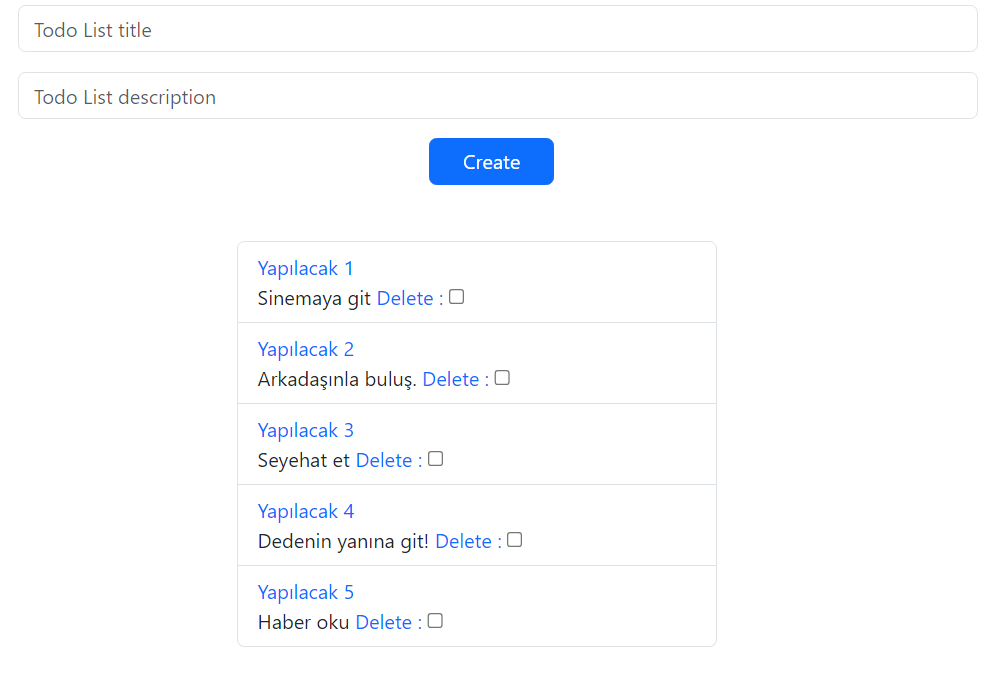 Todo List title
Todo List description
Create
Yapılacak 1
Sinemaya git Delete :
Yapılacak 2
Arkadaşınla buluş. Delete :
Yapılacak 3
Seyehat et Delete :
Yapılacak 4
Dedenin yanına git! Delete :
Yapılacak 5
Haber oku Delete :